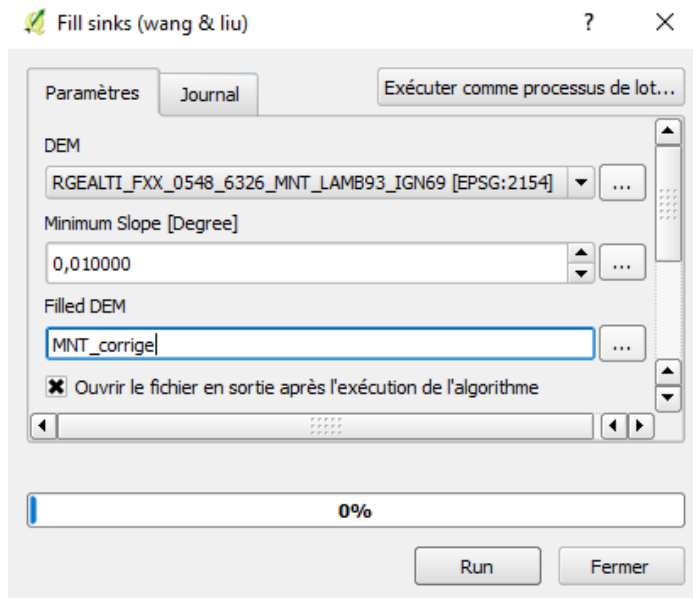 Fill sinks (wang & liu)
Paramètres Journal Exécuter comme processus de lot...
DEM
RGEALTI_FXX_0548_6326_MNT_LAMB93_IGN69 [EPSG:2154] ...
Minimum Slope [Degree]
0,010000 ...
Filled DEM
MNT_corrige ...
Ouvrir le fichier en sortie après l'exécution de l'algorithme
0%
Run Fermer